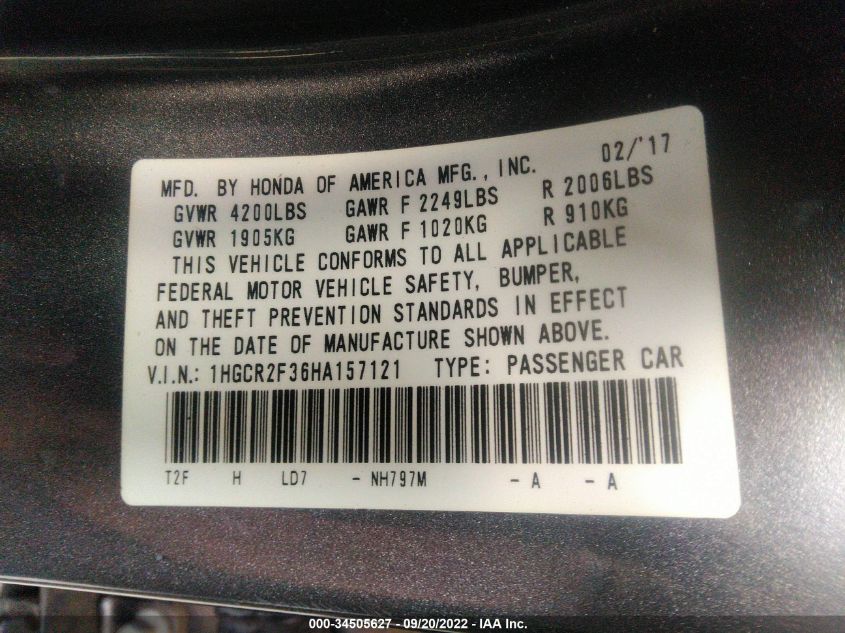 MFD. BY HONDA OF AMERICA MFG., INC. 02/'17
GVWR 4200LBS GAWR F 2249LBS R 2006LBS
GVWR 1905KG GAWR F 1020KG R 910KG
THIS VEHICLE CONFORMS TO ALL APPLICABLE
FEDERAL MOTOR VEHICLE SAFETY, BUMPER,
AND THEFT PREVENTION STANDARDS IN EFFECT
ON THE DATE OF MANUFACTURE SHOWN ABOVE.
V.I.N.: 1HGCR2F36HA157121 TYPE: PASSENGER CAR
T2F H LD7 - NH797M - A - A
000-34505627 - 09/20/2022 - IAA Inc.